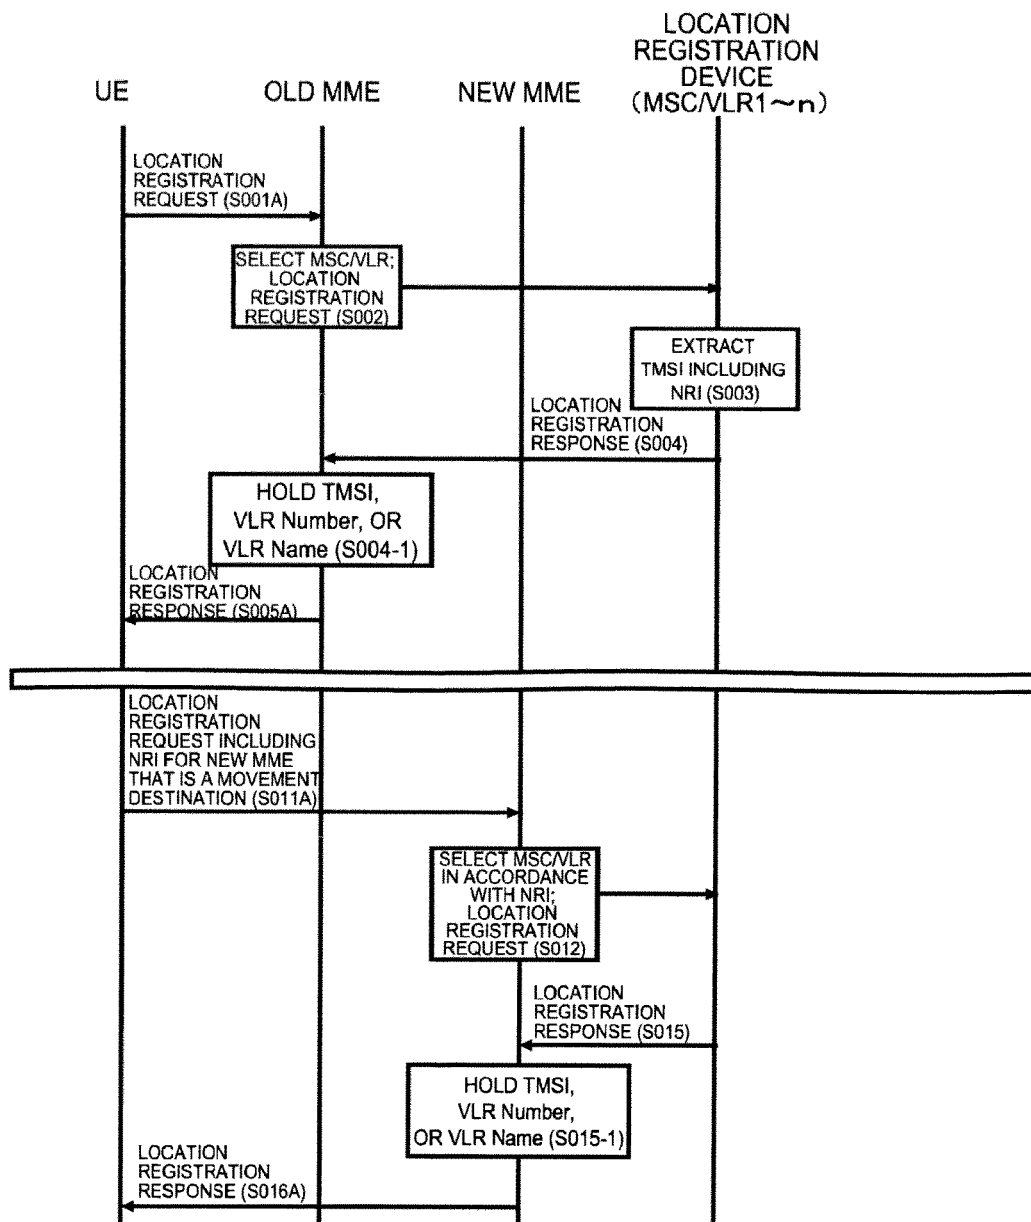 UE
OLD MME
NEW MME
LOCATION
REGISTRATION
DEVICE
(MSC/VLR1~n)
LOCATION
REGISTRATION
REQUEST (S001A)
SELECT MSC/VLR;
LOCATION
REGISTRATION
REQUEST (S002)
EXTRACT
TMSI INCLUDING
NRI (S003)
LOCATION
REGISTRATION
RESPONSE (S004)
HOLD TMSI,
VLR Number, OR
VLR Name (S004-1)
LOCATION
REGISTRATION
RESPONSE (S005A)
LOCATION
REGISTRATION
REQUEST INCLUDING
NRI FOR NEW MME
THAT IS A MOVEMENT
DESTINATION (S011A)
SELECT MSC/VLR
IN ACCORDANCE
WITH NRI;
LOCATION
REGISTRATION
REQUEST (S012)
LOCATION
REGISTRATION
RESPONSE (S015)
HOLD TMSI,
VLR Number,
OR VLR Name (S015-1)
LOCATION
REGISTRATION
RESPONSE (S016A)